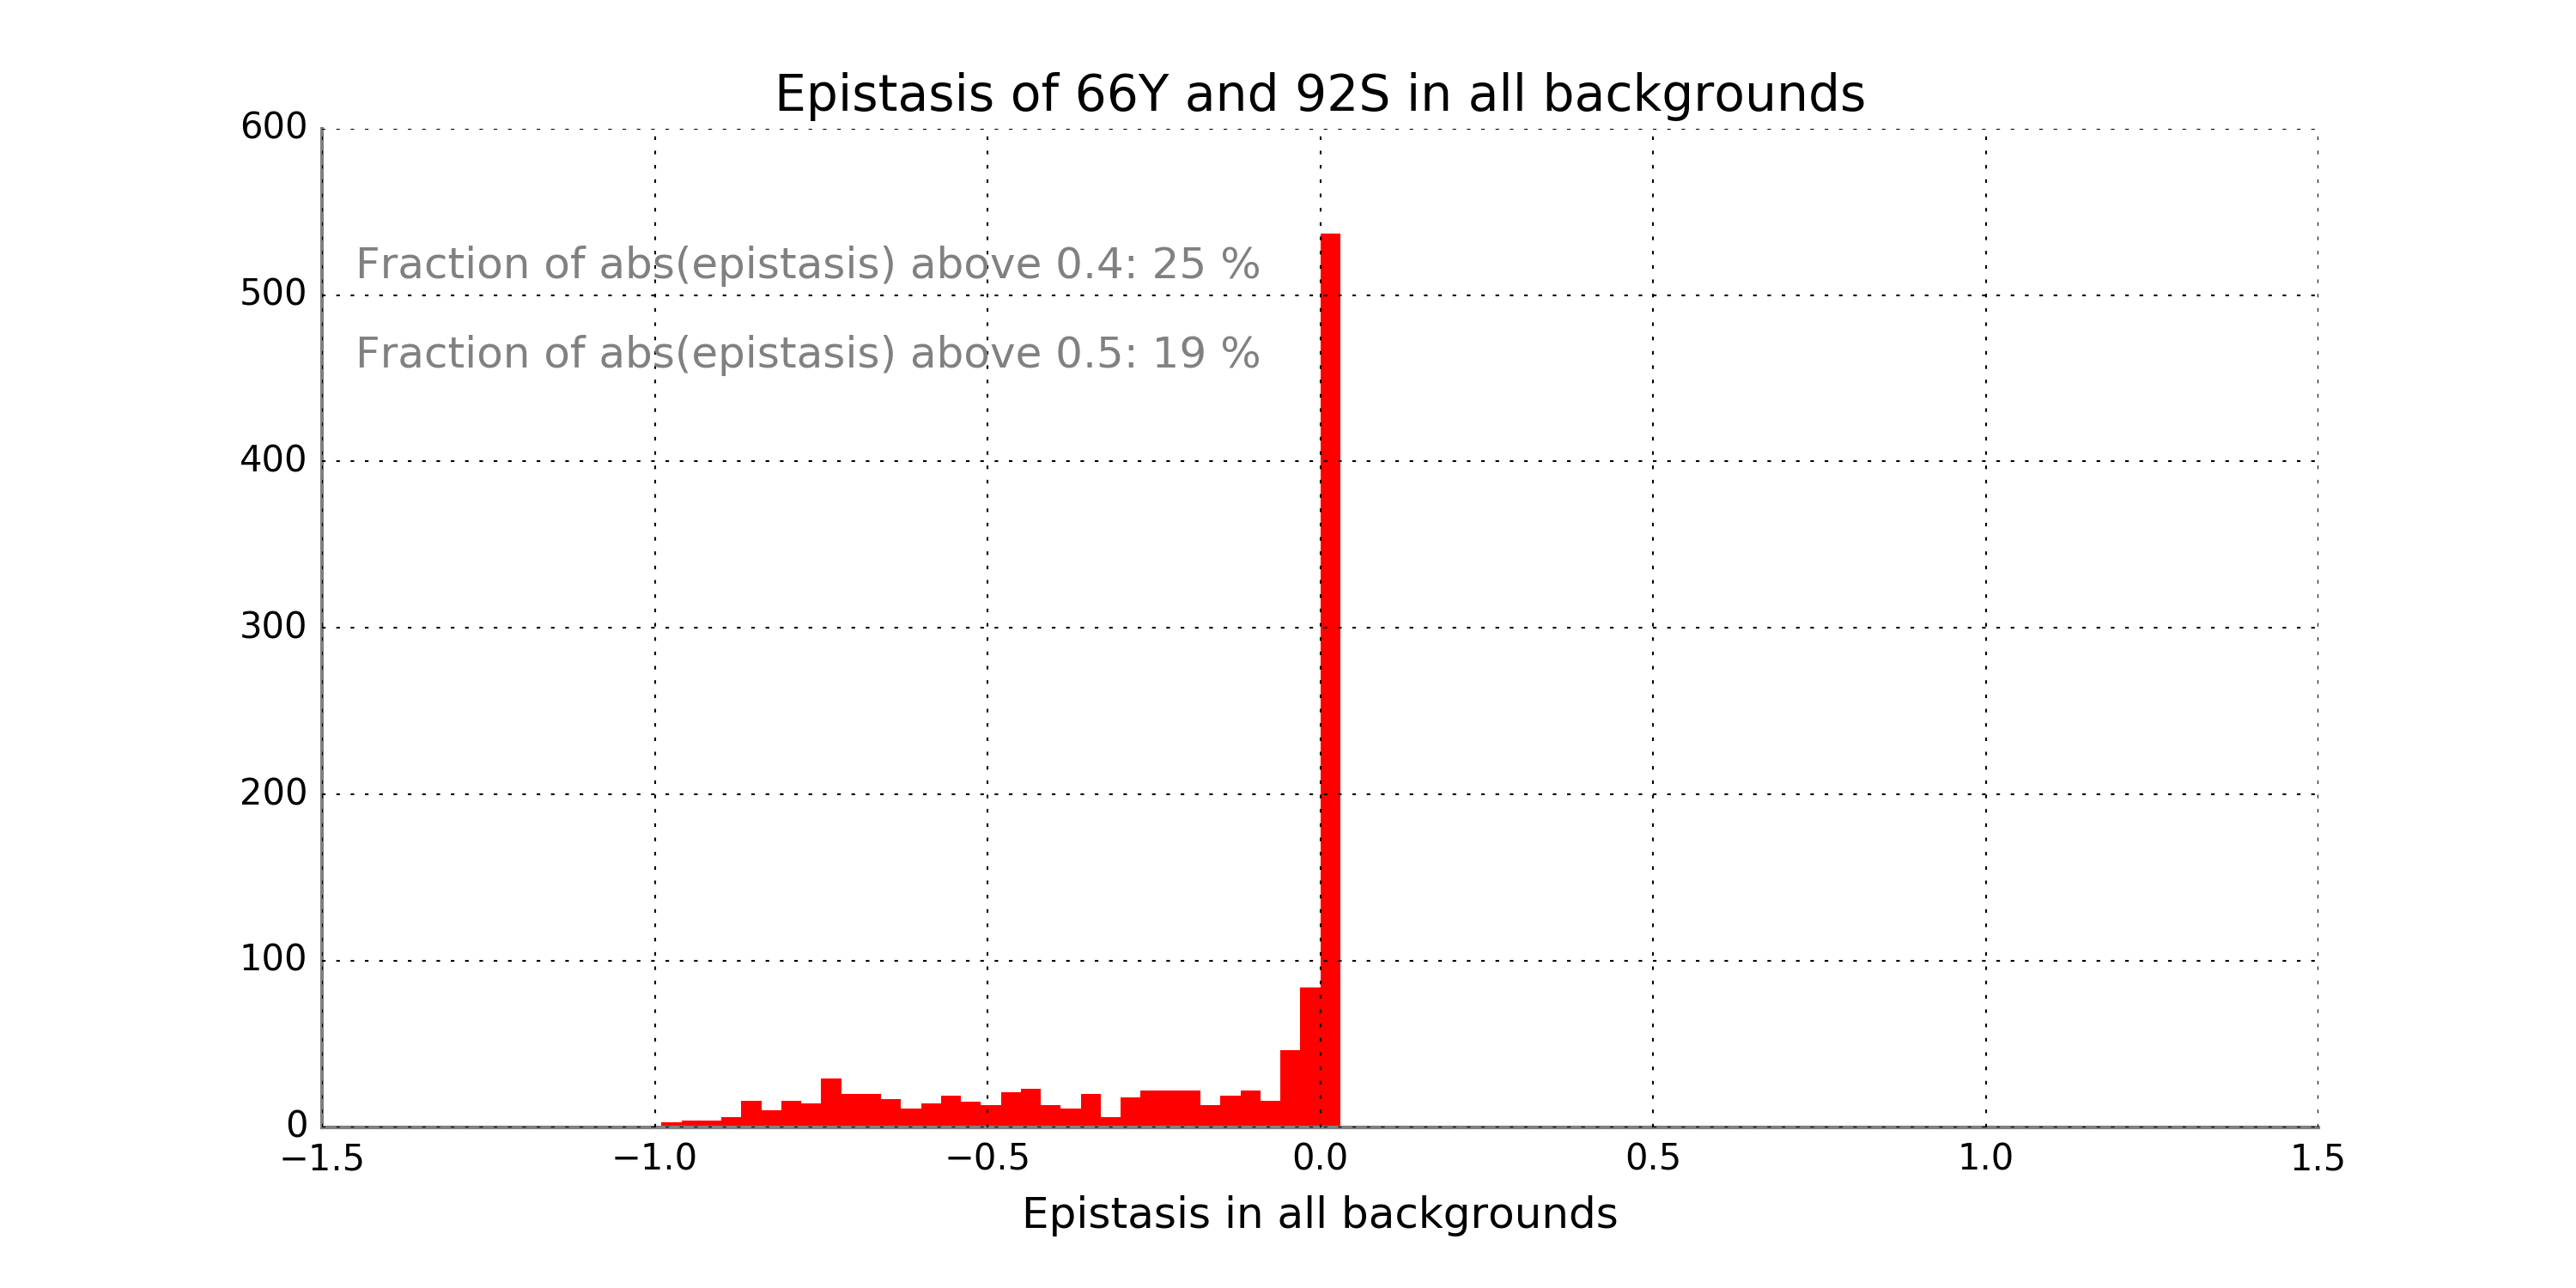 Epistasis of 66Y and 92S in all backgrounds
600
Fraction of abs(epistasis) above 0.4: 25 %
500
Fraction of abs(epistasis) above 0.5: 19 %
400
300
200
100
0
−1.5 −1.0 −0.5 0.0 0.5 1.0 1.5
Epistasis in all backgrounds